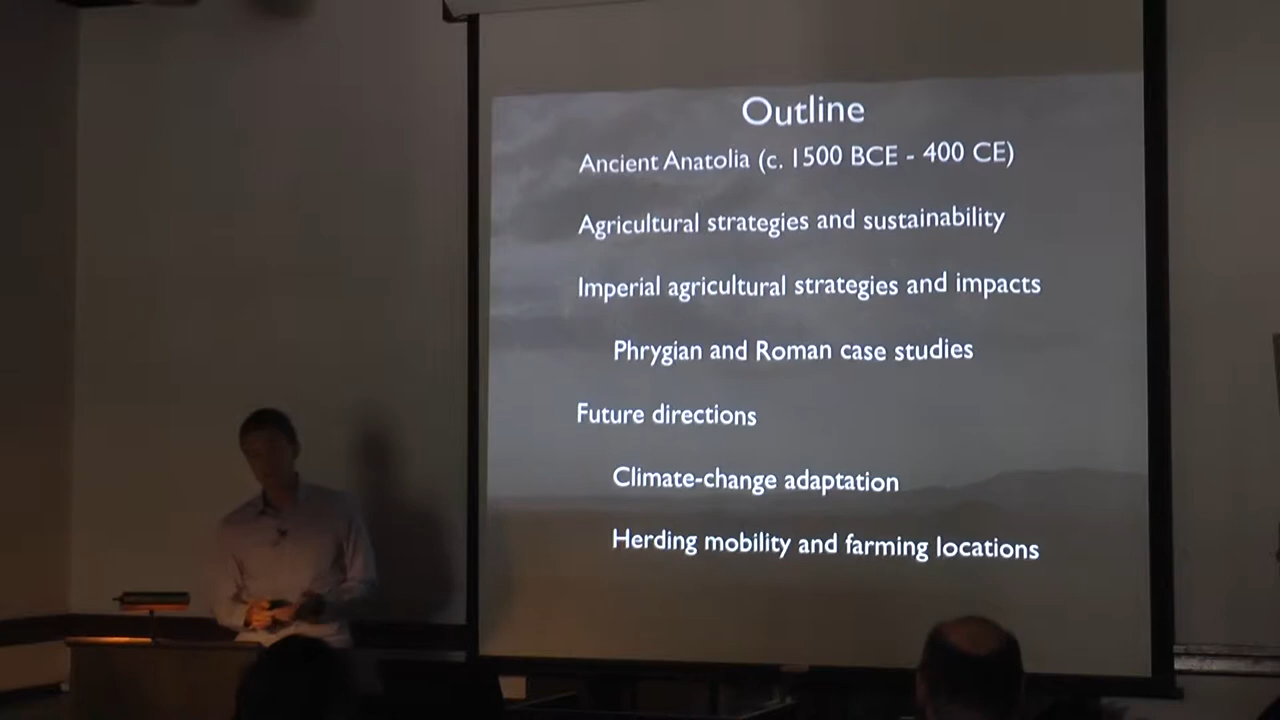 Outline
Ancient Anatolia (c. 1500 BCE - 400 CE)
Agricultural strategies and sustainability
Imperial agricultural strategies and impacts
Phrygian and Roman case studies
Future directions
Climate-change adaptation
Herding mobility and farming locations